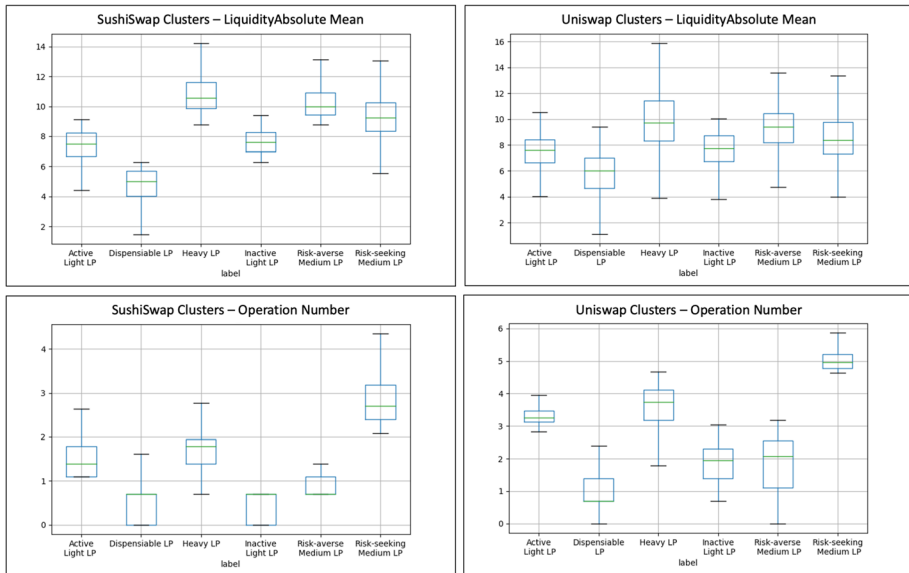 SushiSwap Clusters – LiquidityAbsolute Mean
14
12
10
8
6
4
2
Active Dispensiable LP Heavy LP Inactive Risk-averse Risk-seeking
Light LP Light LP Medium LP Medium LP
label
Uniswap Clusters – LiquidityAbsolute Mean
16
14
12
10
8
6
4
2
Active Dispensiable Heavy LP Inactive Risk-averse Risk-seeking
Light LP LP Light LP Medium LP Medium LP
label
SushiSwap Clusters – Operation Number
4
3
2
1
0
Active Dispensiable LP Heavy LP Inactive Risk-averse Risk-seeking
Light LP Light LP Medium LP Medium LP
label
Uniswap Clusters – Operation Number
6
5
4
3
2
1
0
Active Dispensiable Heavy LP Inactive Risk-averse Risk-seeking
Light LP LP Light LP Medium LP Medium LP
label